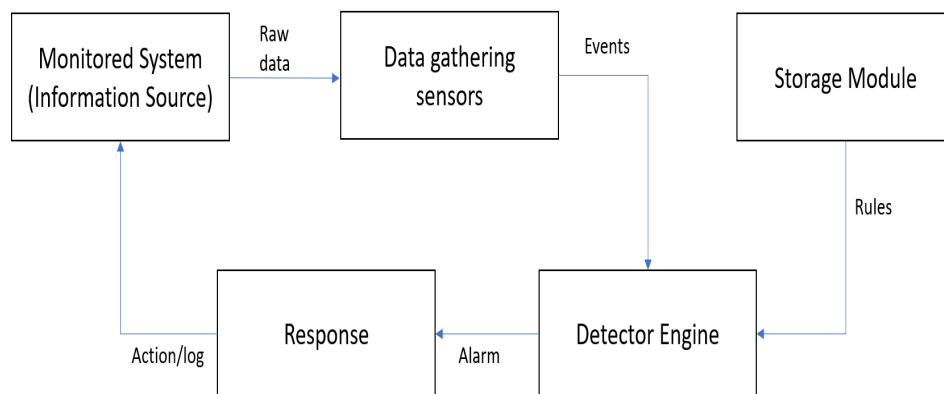 Monitored System
(Information Source)
Raw
data
Data gathering
sensors
Events
Storage Module
Rules
Response
Detector Engine
Action/log
Alarm